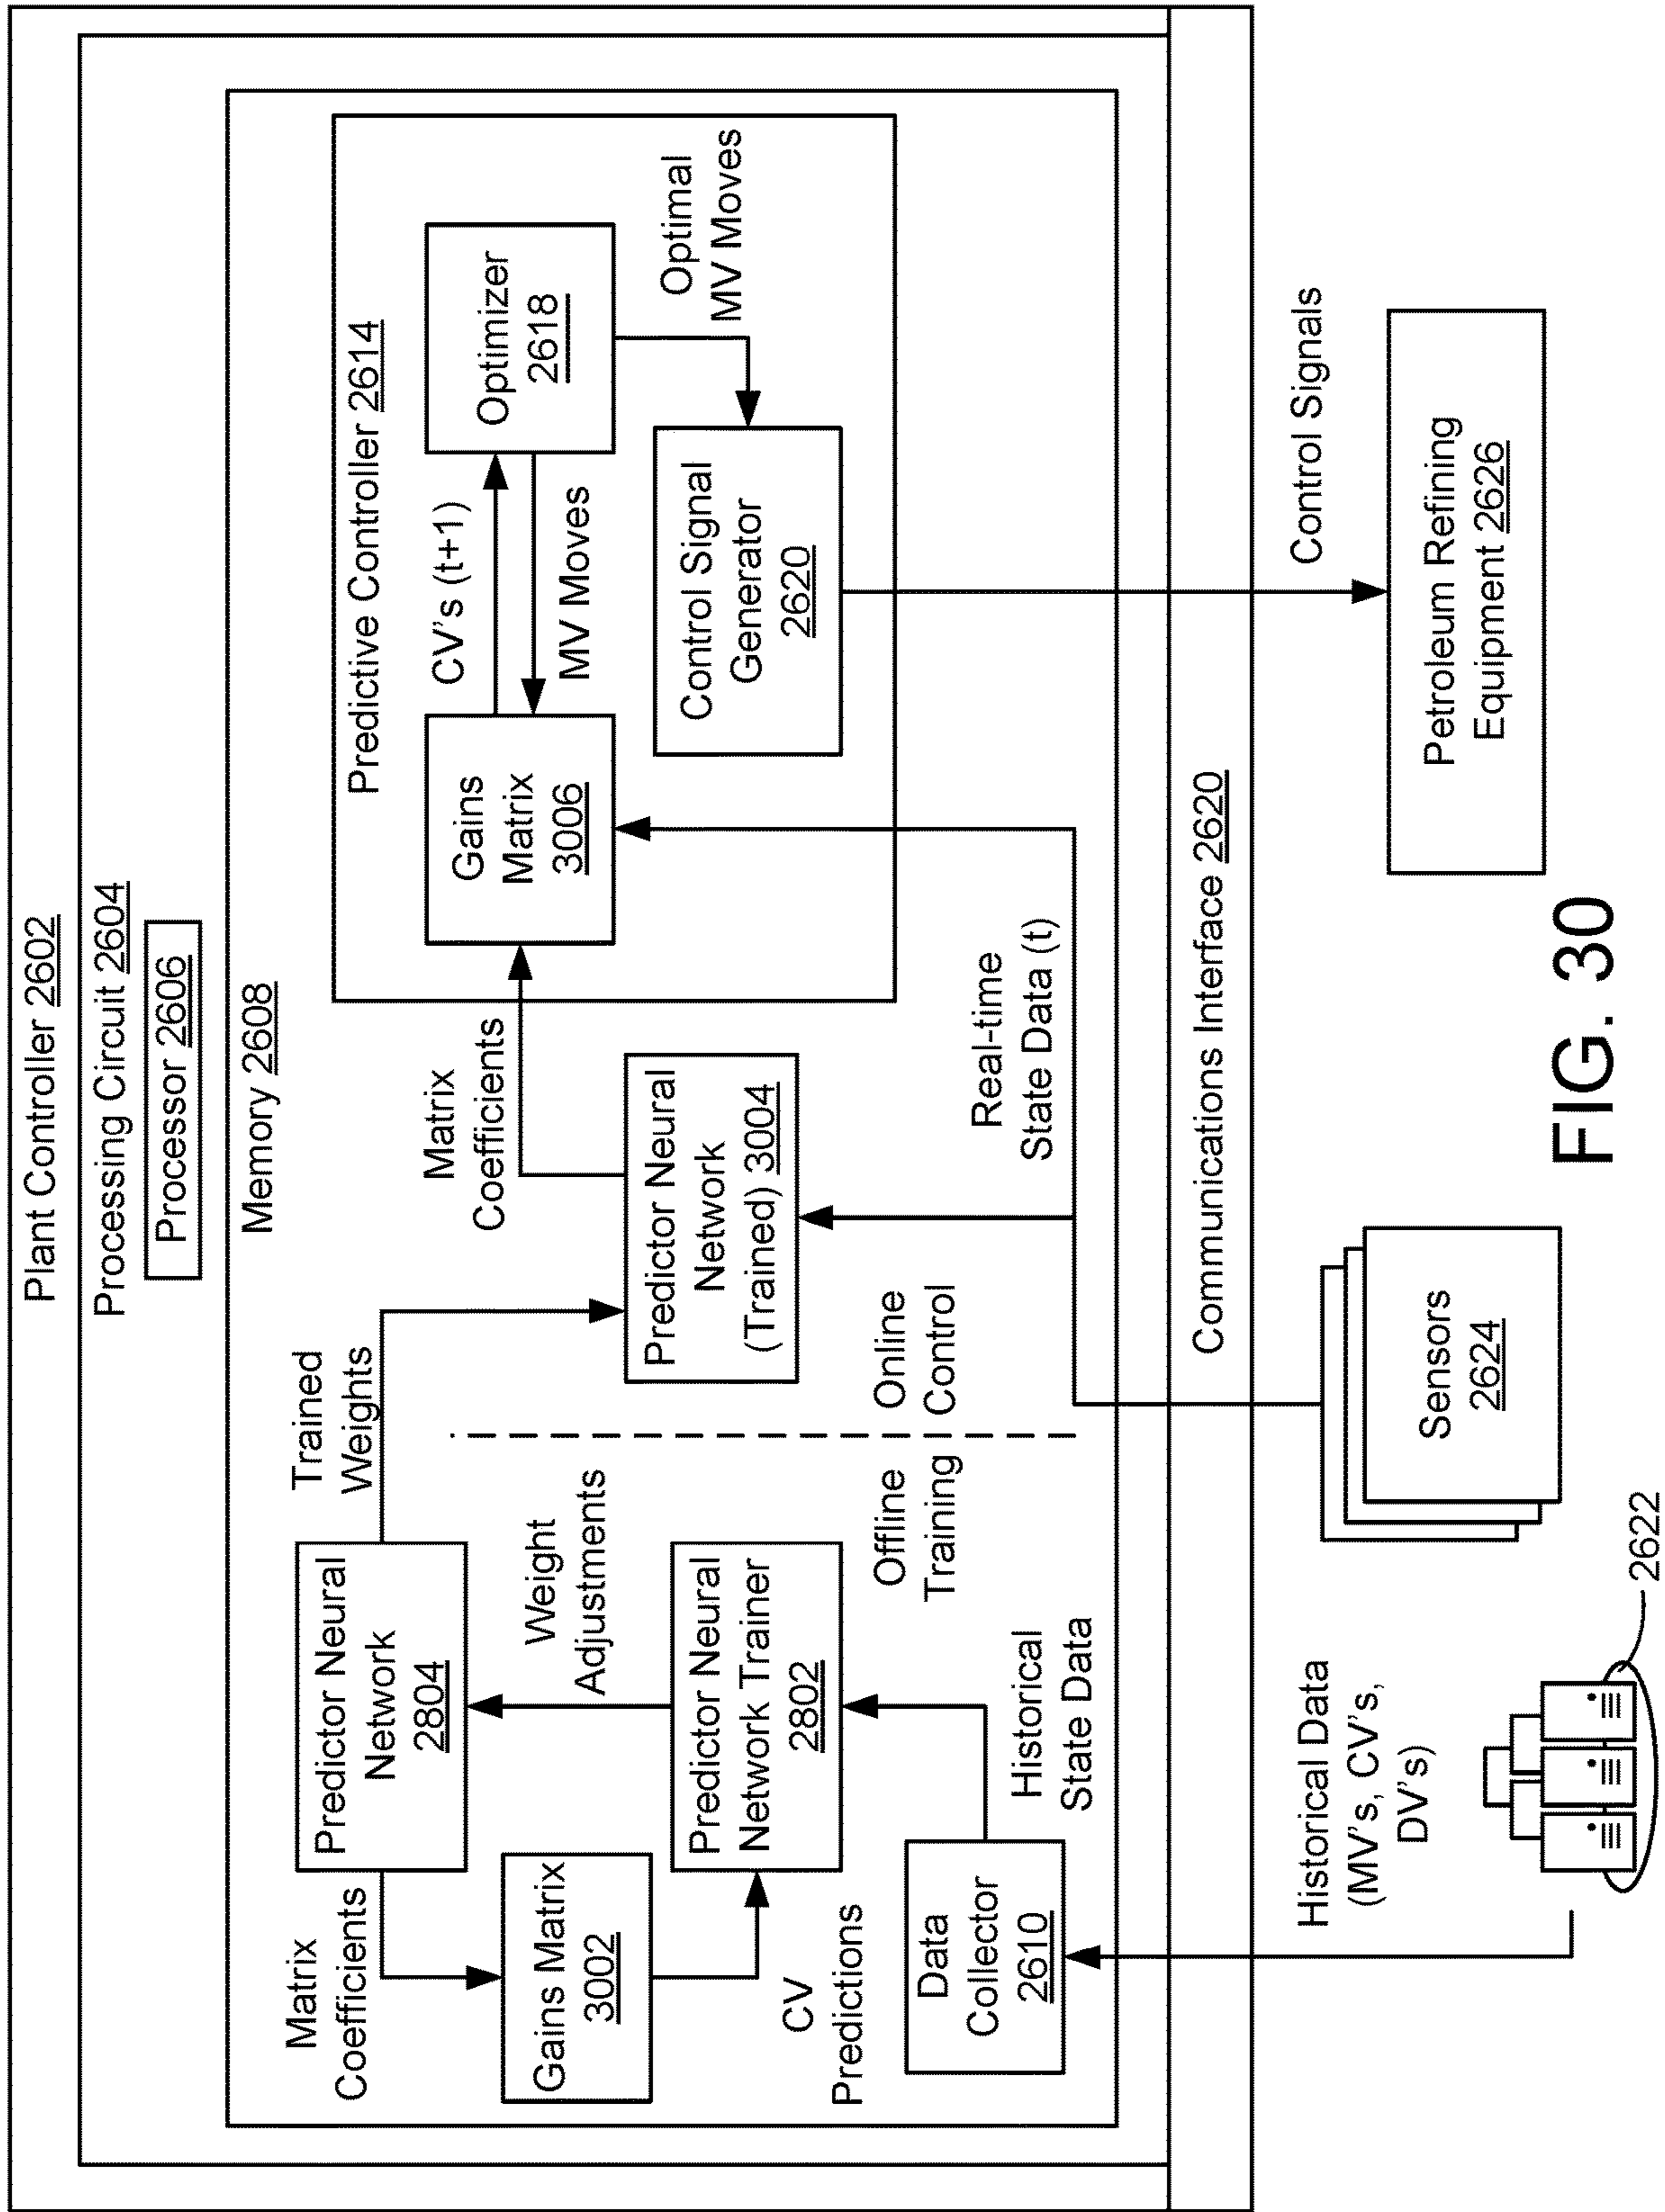 Plant Controller 2602
Processing Circuit 2604
Processor 2606
Memory 2608
Matrix
Coefficients
Predictor Neural
Network
2804
Trained
Weights
Gains Matrix
3002
Weight
Adjustments
CV
Predictions
Predictor Neural
Network Trainer
2802
Data
Collector
2610
Historical
State Data
Offline
Training
Online
Control
Predictor Neural
Network
(Trained) 3004
Matrix
Coefficients
Real-time
State Data (t)
Predictive Controller 2614
Gains
Matrix
3006
CV's (t+1)
MV Moves
Optimizer
2618
Optimal
MV Moves
Control Signal
Generator
2620
Communications Interface 2620
Historical Data
(MV's, CV's,
DV's)
2622
Sensors
2624
Control Signals
Petroleum Refining
Equipment 2626
FIG. 30